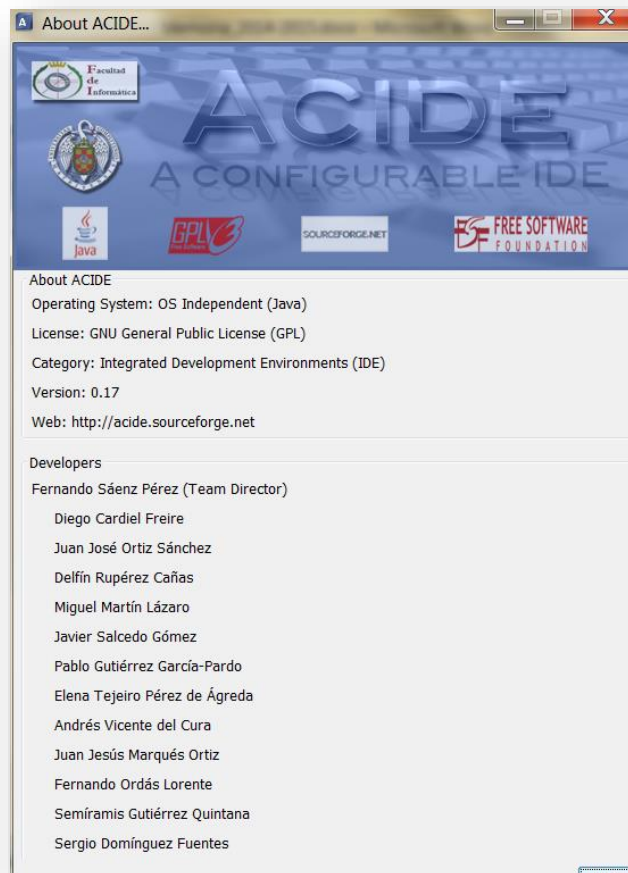 About ACIDE...
Facultad
de
Informática
ACIDE
A CONFIGURABLE IDE
Java
GPLv3
Free Software
SOURCEFORGE.NET
FSF FREE SOFTWARE
FOUNDATION
About ACIDE
Operating System: OS Independent (Java)
License: GNU General Public License (GPL)
Category: Integrated Development Environments (IDE)
Version: 0.17
Web: http://acide.sourceforge.net
Developers
Fernando Sáenz Pérez (Team Director)
Diego Cardiel Freire
Juan José Ortiz Sánchez
Delfín Rupérez Cañas
Miguel Martín Lázaro
Javier Salcedo Gómez
Pablo Gutiérrez García-Pardo
Elena Tejeiro Pérez de Ágreda
Andrés Vicente del Cura
Juan Jesús Marqués Ortiz
Fernando Ordás Lorente
Semíramis Gutiérrez Quintana
Sergio Domínguez Fuentes